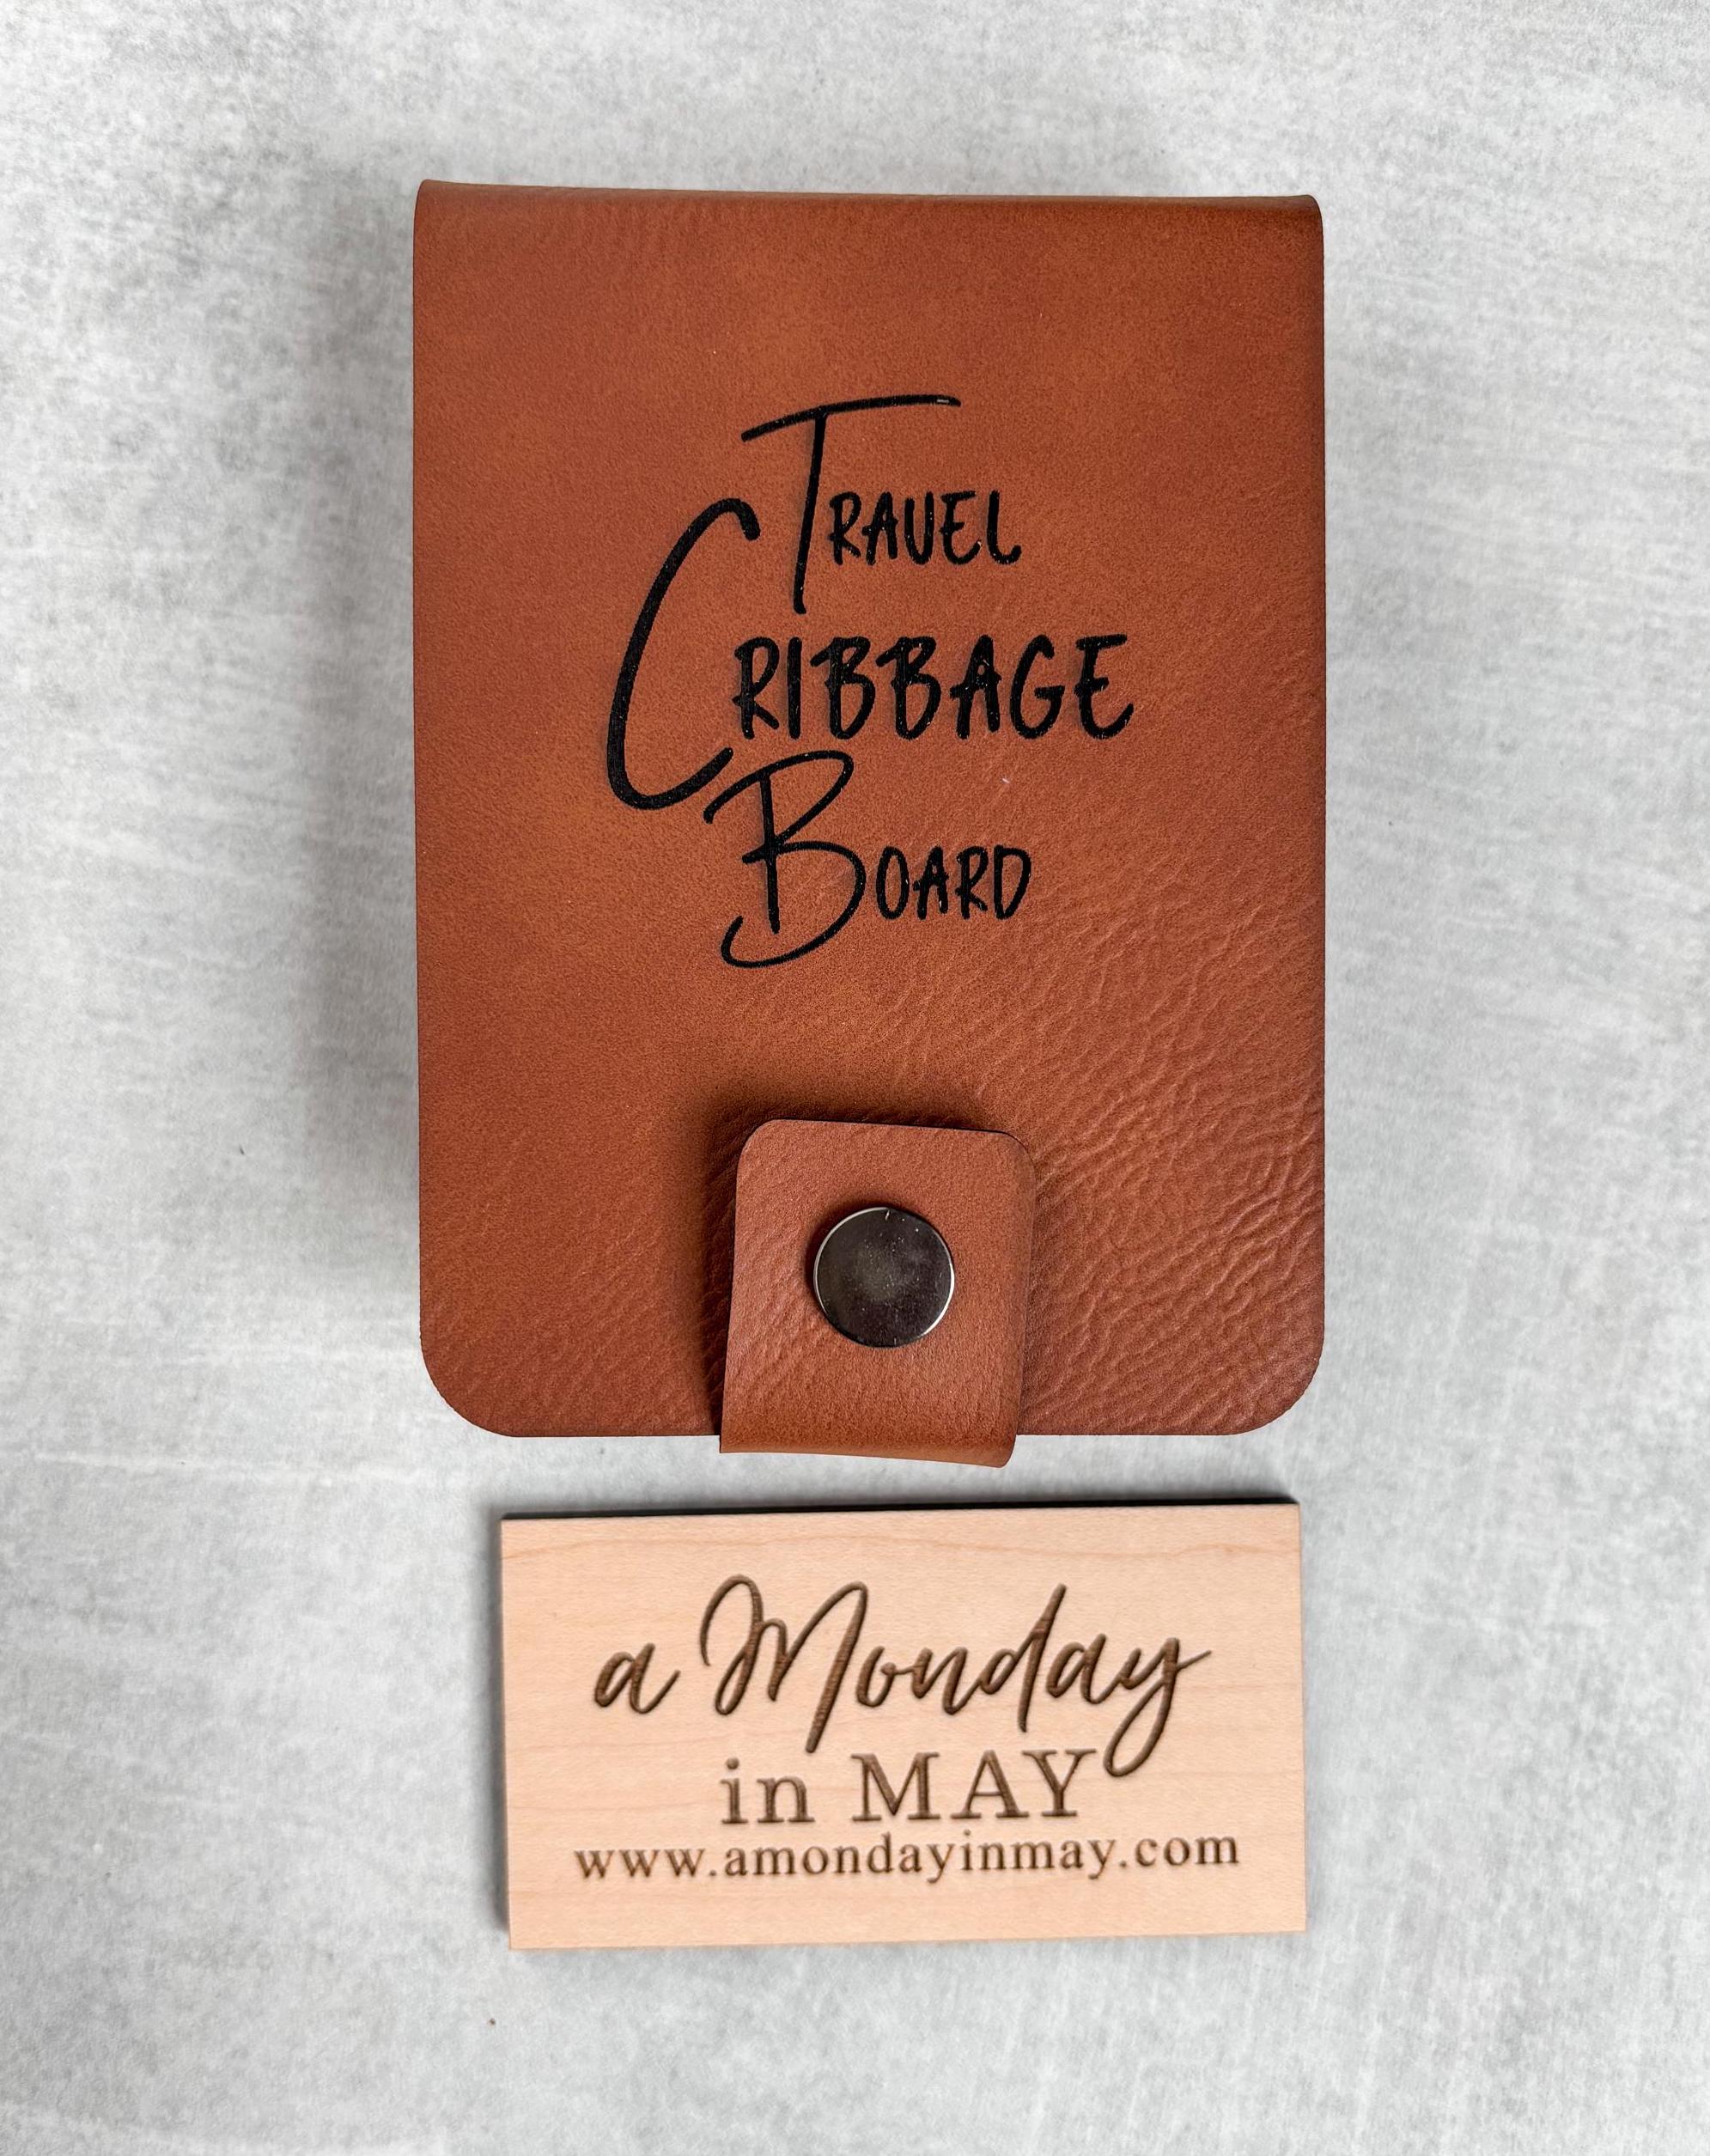 Travel
Cribbage
Board
a Monday
in MAY
www.amondayinmay.com